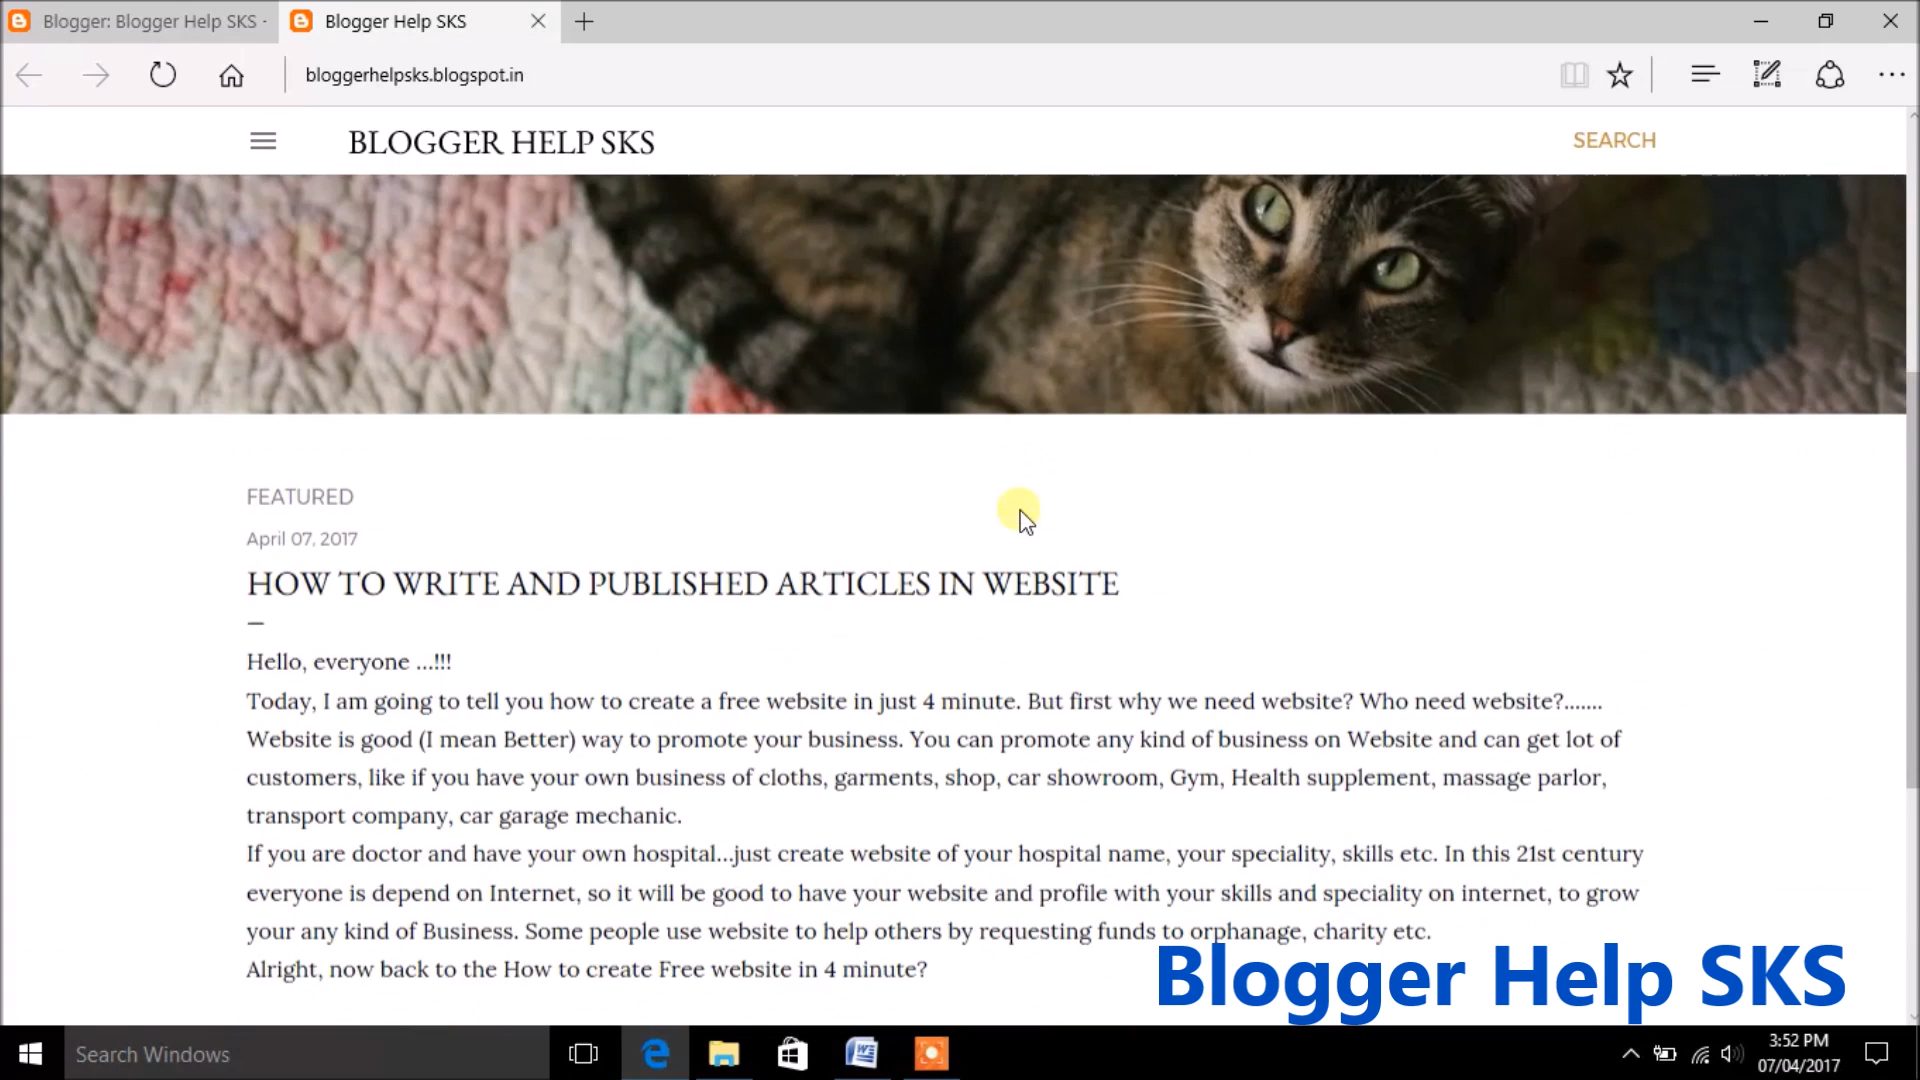 Blogger: Blogger Help SKS -
Blogger Help SKS
bloggerhelpsks.blogspot.in
BLOGGER HELP SKS
SEARCH
FEATURED
April 07, 2017
HOW TO WRITE AND PUBLISHED ARTICLES IN WEBSITE
Hello, everyone ...!!!
Today, I am going to tell you how to create a free website in just 4 minute. But first why we need website? Who need website?.......
Website is good (I mean Better) way to promote your business. You can promote any kind of business on Website and can get lot of
customers, like if you have your own business of cloths, garments, shop, car showroom, Gym, Health supplement, massage parlor,
transport company, car garage mechanic.
If you are doctor and have your own hospital...just create website of your hospital name, your speciality, skills etc. In this 21st century
everyone is depend on Internet, so it will be good to have your website and profile with your skills and speciality on internet, to grow
your any kind of Business. Some people use website to help others by requesting funds to orphanage, charity etc.
Alright, now back to the How to create Free website in 4 minute?
Blogger Help SKS
Search Windows
3:52 PM
07/04/2017